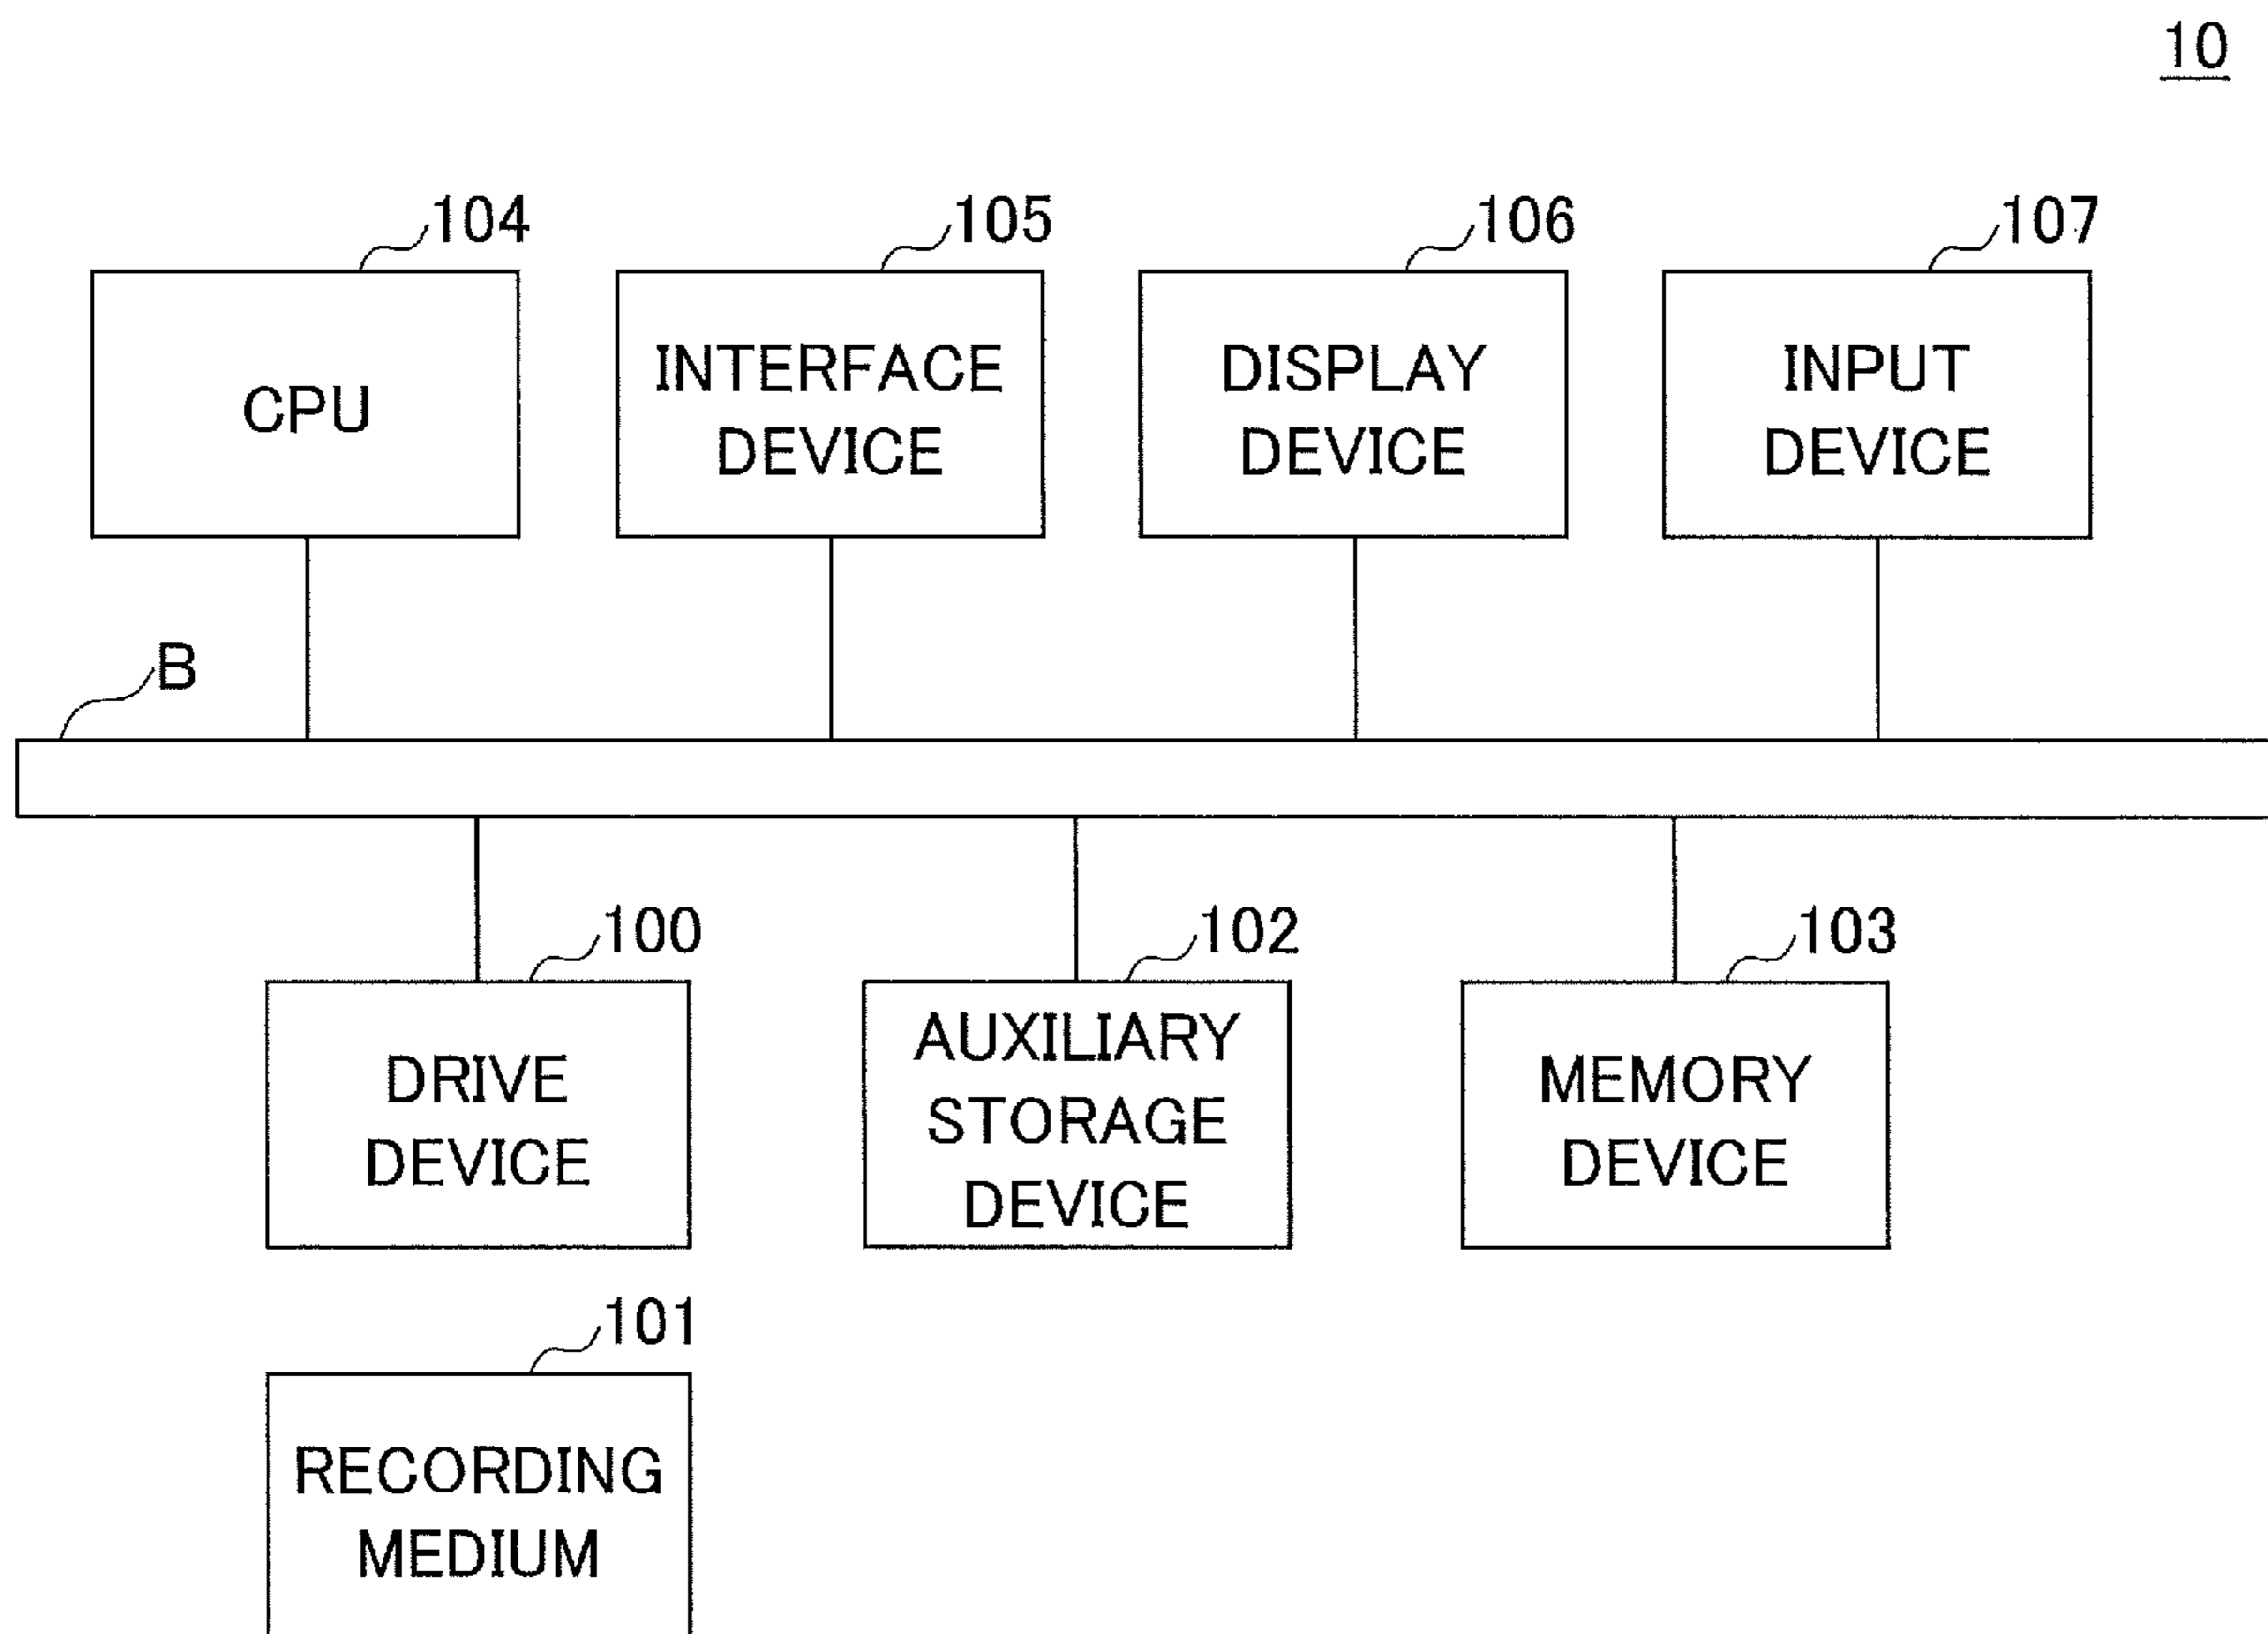 10
104
105
106
107
CPU
INTERFACE
DEVICE
DISPLAY
DEVICE
INPUT
DEVICE
B
100
102
103
DRIVE
DEVICE
AUXILIARY
STORAGE
DEVICE
MEMORY
DEVICE
101
RECORDING
MEDIUM